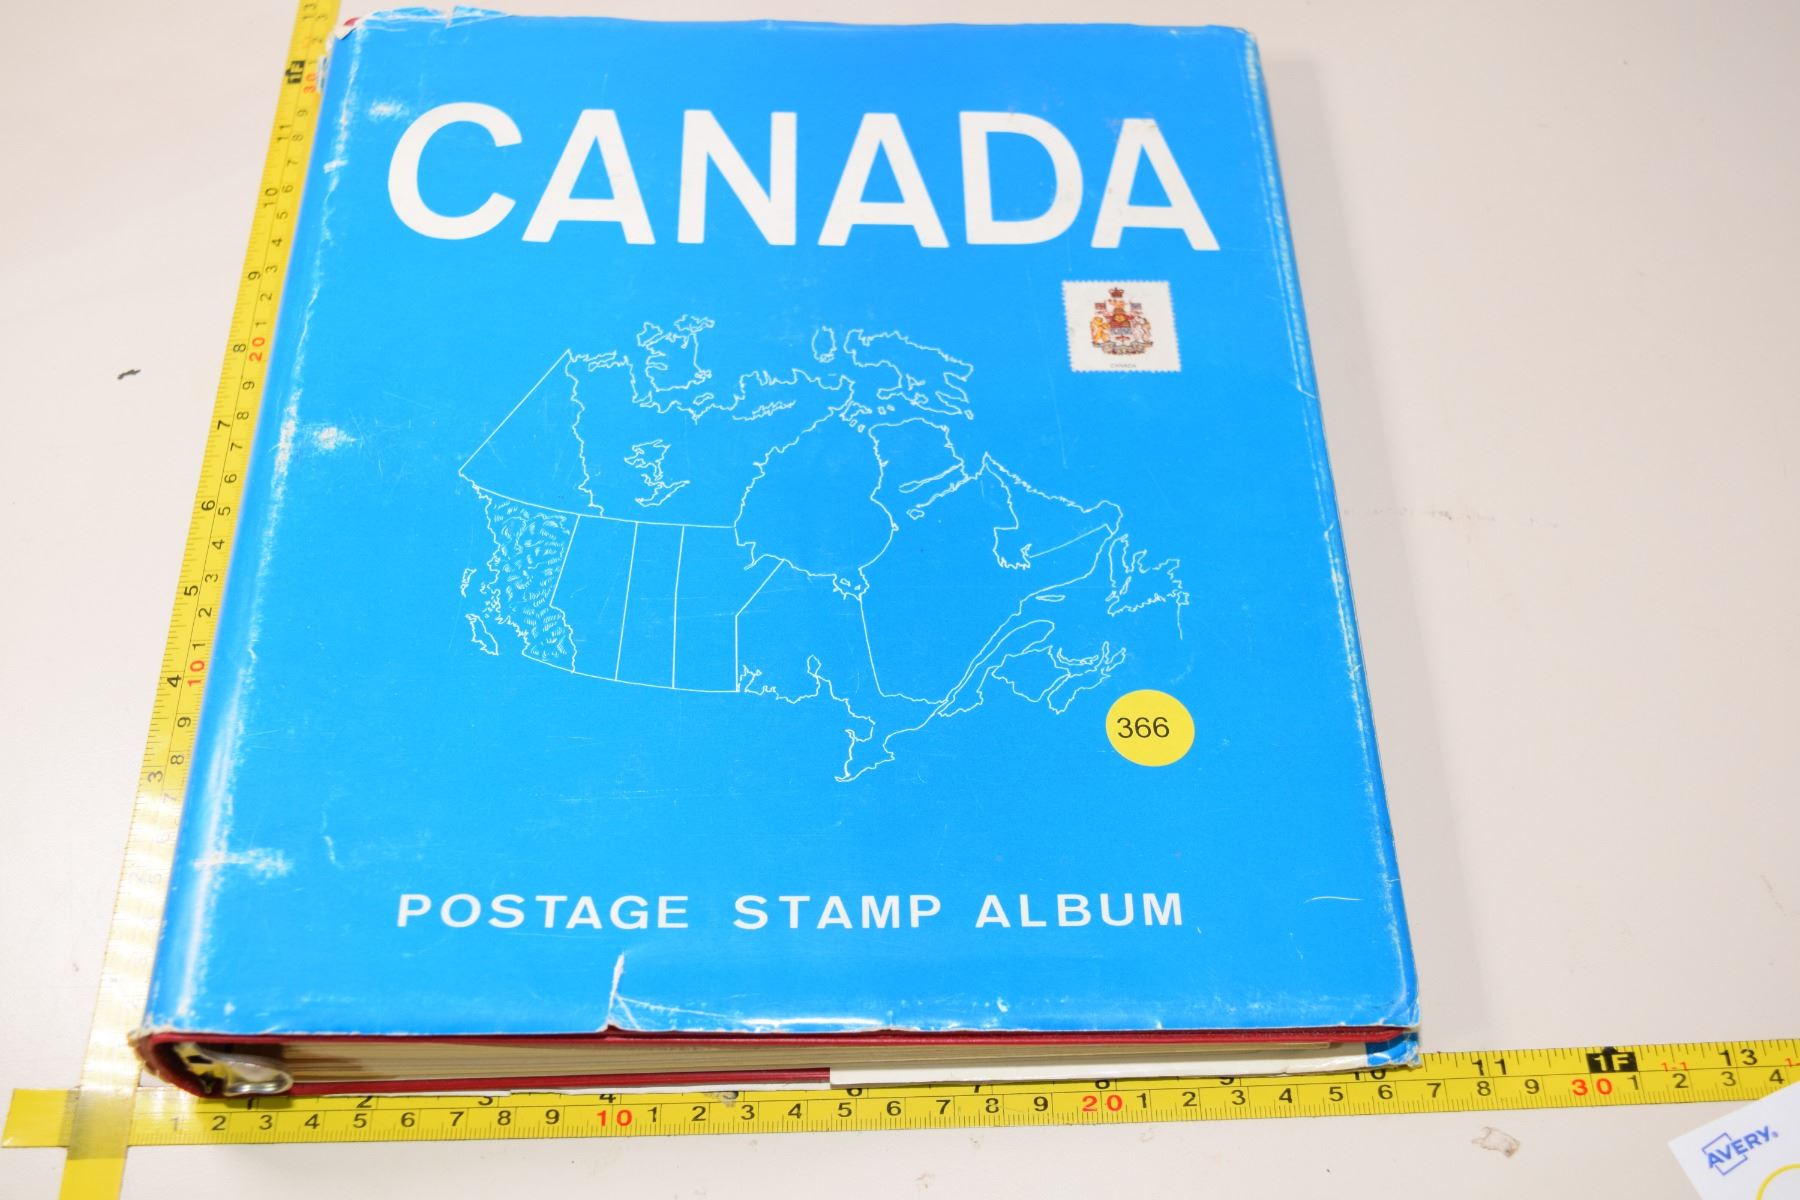 CANADA
CANADA
366
POSTAGE STAMP ALBUM
AVERY